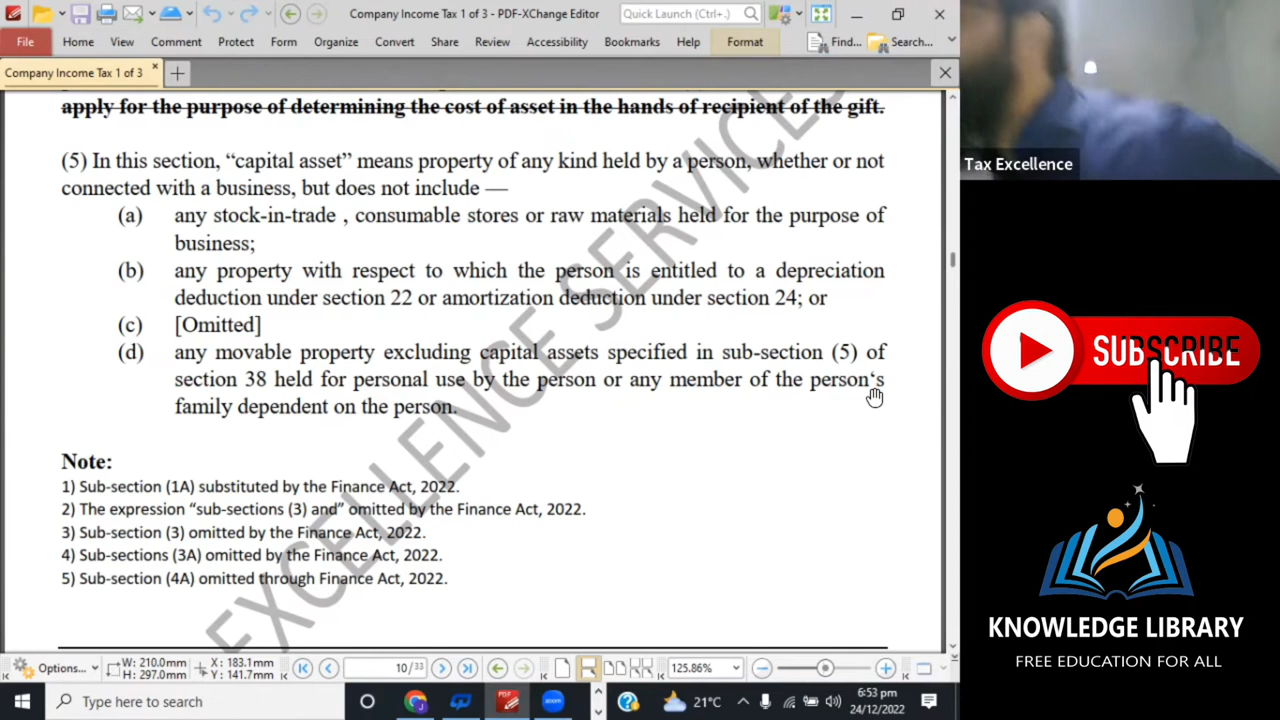 Company Income Tax 1 of 3 - PDF-XChange Editor
Quick Launch (Ctrl+.)
File Home View Comment Protect Form Organize Convert Share Review Accessibility Bookmarks Help Format Find... Search...
Company Income Tax 1 of 3
apply for the purpose of determining the cost of asset in the hands of recipient of the gift.
(5) In this section, “capital asset” means property of any kind held by a person, whether or not
connected with a business, but does not include —
(a) any stock-in-trade , consumable stores or raw materials held for the purpose of
business;
(b) any property with respect to which the person is entitled to a depreciation
deduction under section 22 or amortization deduction under section 24; or
(c) [Omitted]
(d) any movable property excluding capital assets specified in sub-section (5) of
section 38 held for personal use by the person or any member of the person‘s
family dependent on the person.
Note:
1) Sub-section (1A) substituted by the Finance Act, 2022.
2) The expression “sub-sections (3) and” omitted by the Finance Act, 2022.
3) Sub-section (3) omitted by the Finance Act, 2022.
4) Sub-sections (3A) omitted by the Finance Act, 2022.
5) Sub-section (4A) omitted through Finance Act, 2022.
EXCELLENCE SERVICES
Options... W: 210.0mm X: 183.1mm
H: 297.0mm Y: 141.7mm
10 / 33
125.86%
Type here to search
21°C
6:53 pm
24/12/2022
Tax Excellence
SUBSCRIBE
KNOWLEDGE LIBRARY
FREE EDUCATION FOR ALL